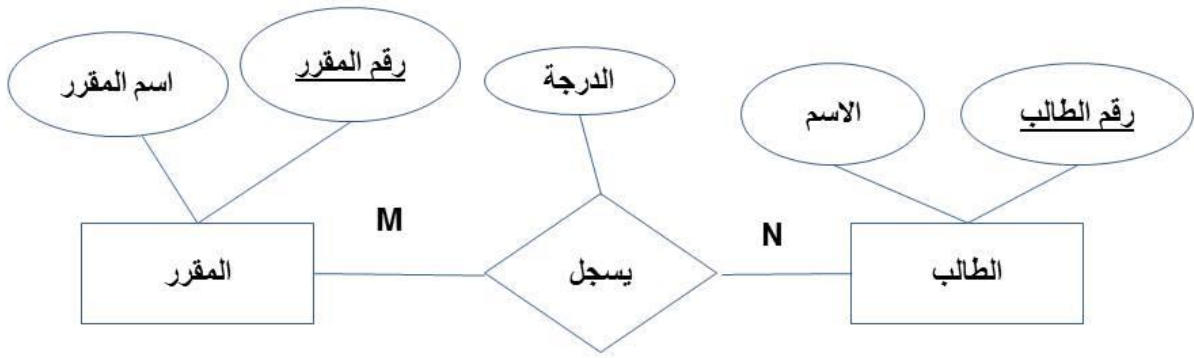 رقم الطالب
الاسم
الدرجة
رقم المقرر
اسم المقرر
الطالب
N
يسجل
M
المقرر